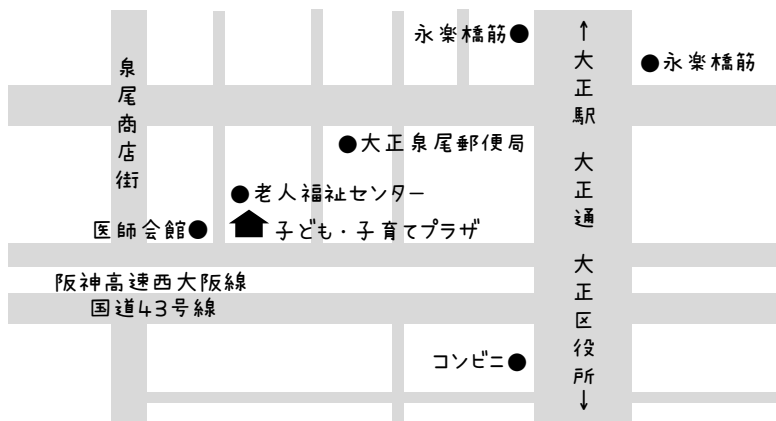 永楽橋筋
↑大正駅 大正通 大正区役所↓
永楽橋筋
泉尾商店街
大正泉尾郵便局
老人福祉センター
医師会館
子ども・子育てプラザ
阪神高速西大阪線
国道43号線
コンビニ